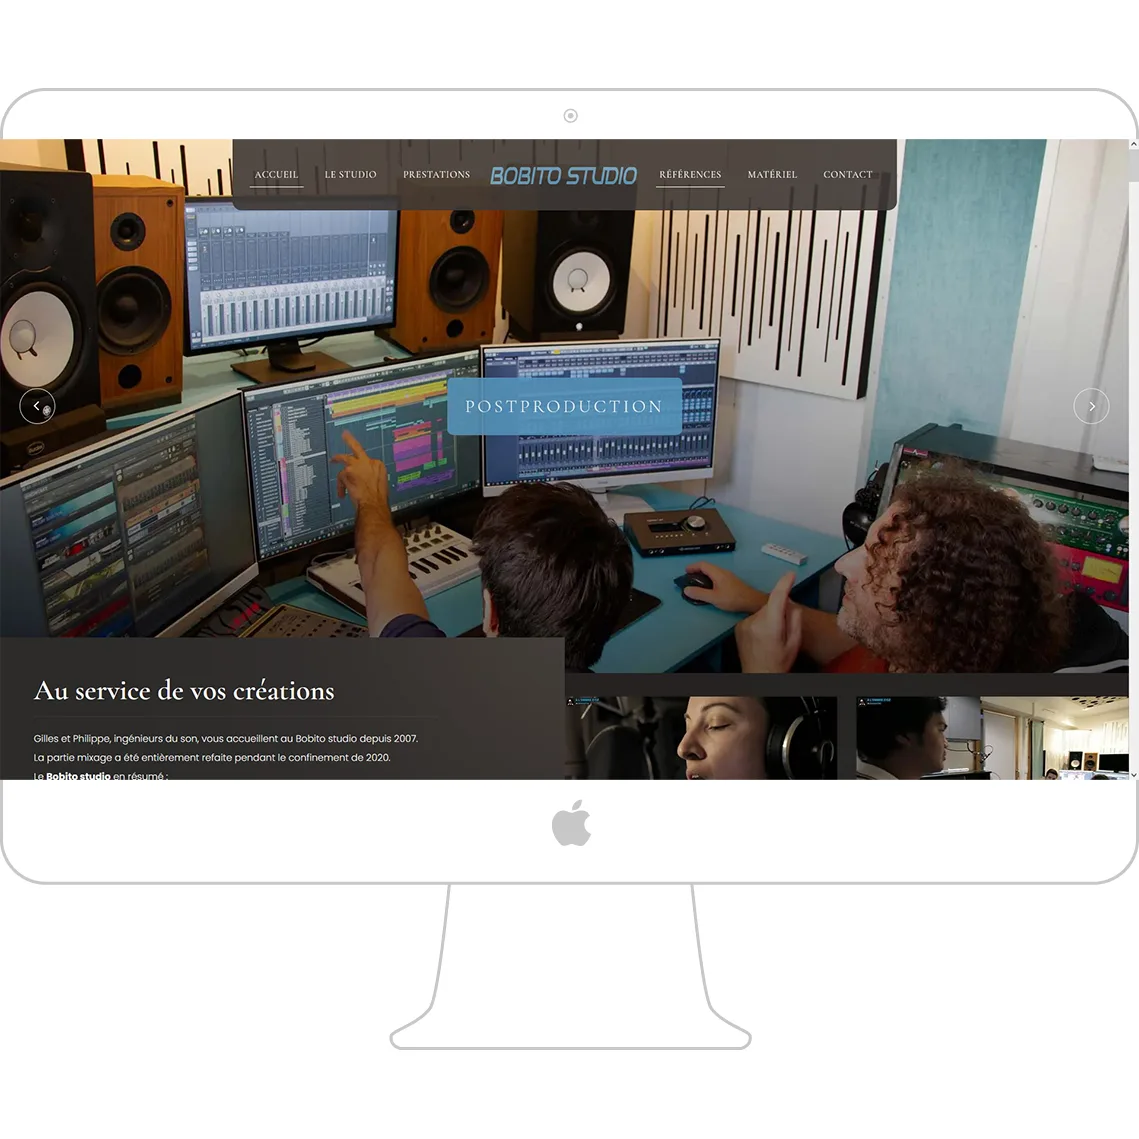 ACCUEIL
LE STUDIO
PRESTATIONS
BOBITO STUDIO
RÉFÉRENCES
MATÉRIEL
CONTACT
POSTPRODUCTION
Au service de vos créations
Gilles et Philippe, ingénieurs du son, vous accueillent au Bobito studio depuis 2007.
La partie mixage a été entièrement refaite pendant le confinement de 2020.
Le Bobito studio en résumé :